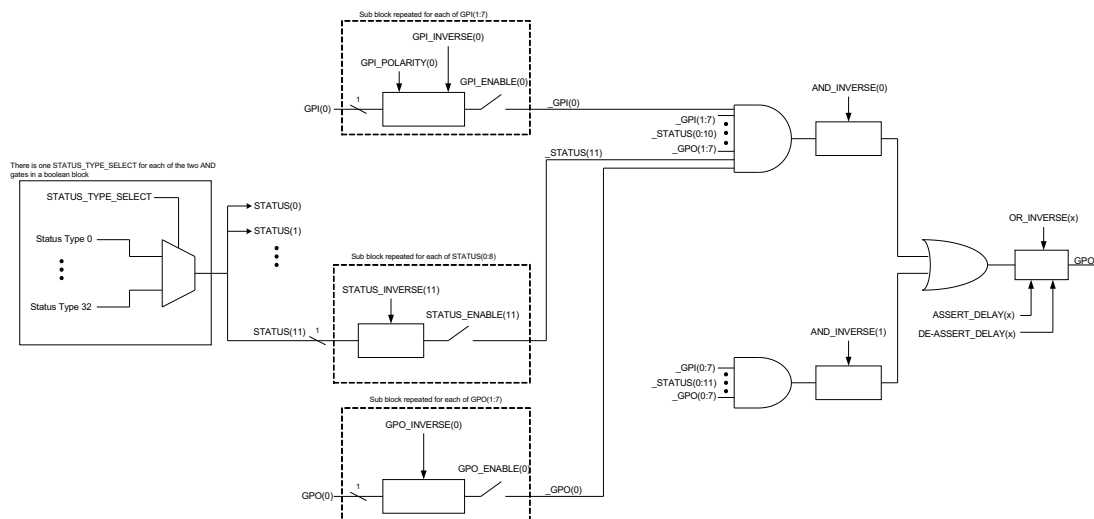 Sub block repeated for each of GPI(1:7)
GPI_INVERSE(0)
GPI_POLARITY(0)
GPI_ENABLE(0)
1
GPI(0)
_GPI(0)
AND_INVERSE(0)
_GPI(1:7)
_STATUS(0:10)
_GPO(1:7)
_STATUS(11)
There is one STATUS_TYPE_SELECT for each of the two AND
gates in a boolean block
STATUS_TYPE_SELECT
Status Type 0
Status Type 32
STATUS(0)
STATUS(1)
Sub block repeated for each of STATUS(0:8)
STATUS_INVERSE(11)
STATUS_ENABLE(11)
STATUS(11)
1
OR_INVERSE(x)
GPO
ASSERT_DELAY(x)
DE-ASSERT_DELAY(x)
AND_INVERSE(1)
_GPI(0:7)
_STATUS(0:11)
_GPO(0:7)
Sub block repeated for each of GPO(1:7)
GPO_INVERSE(0)
GPO_ENABLE(0)
1
GPO(0)
_GPO(0)